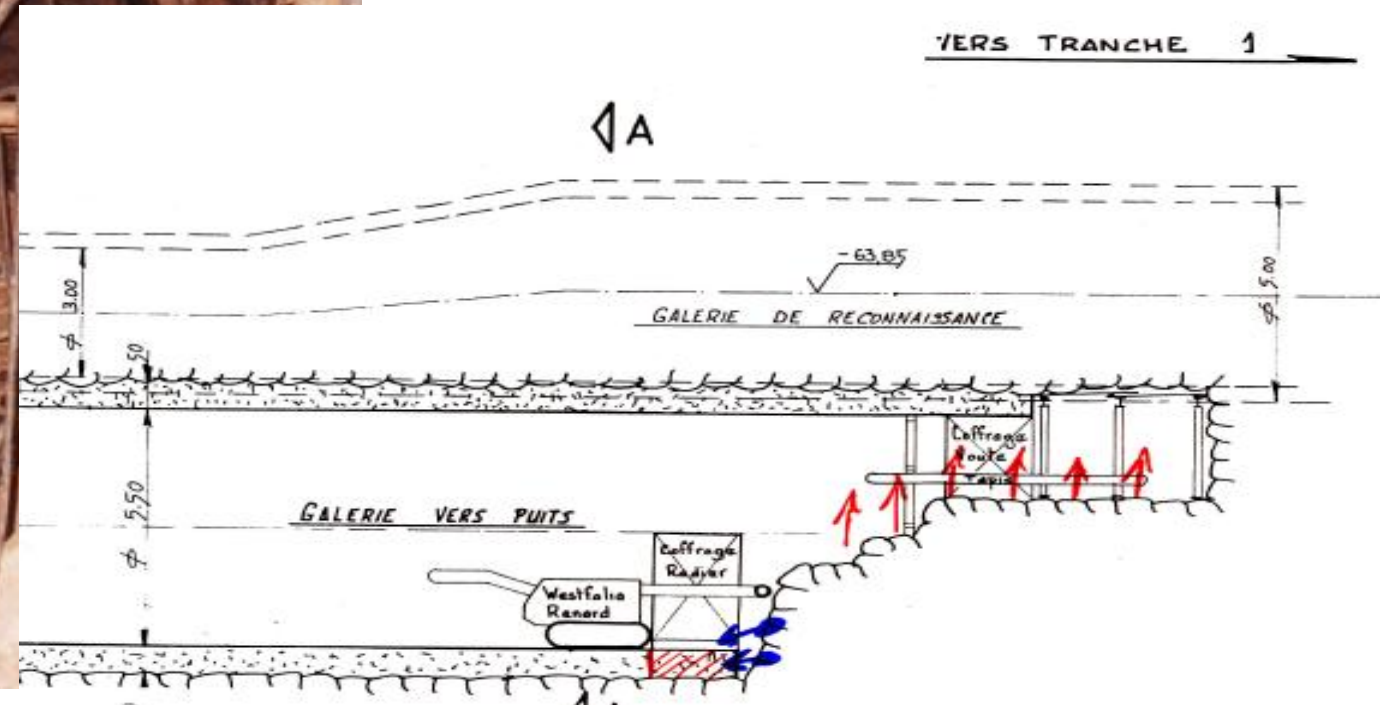 VERS TRANCHE 1
A
-63,85
φ 3.00
φ 5.00
GALERIE DE RECONNAISSANCE
50
Coffrage
Voute
Tapis
φ 5.50
GALERIE VERS PUITS
Coffrage
Radier
Westfalia
Renard